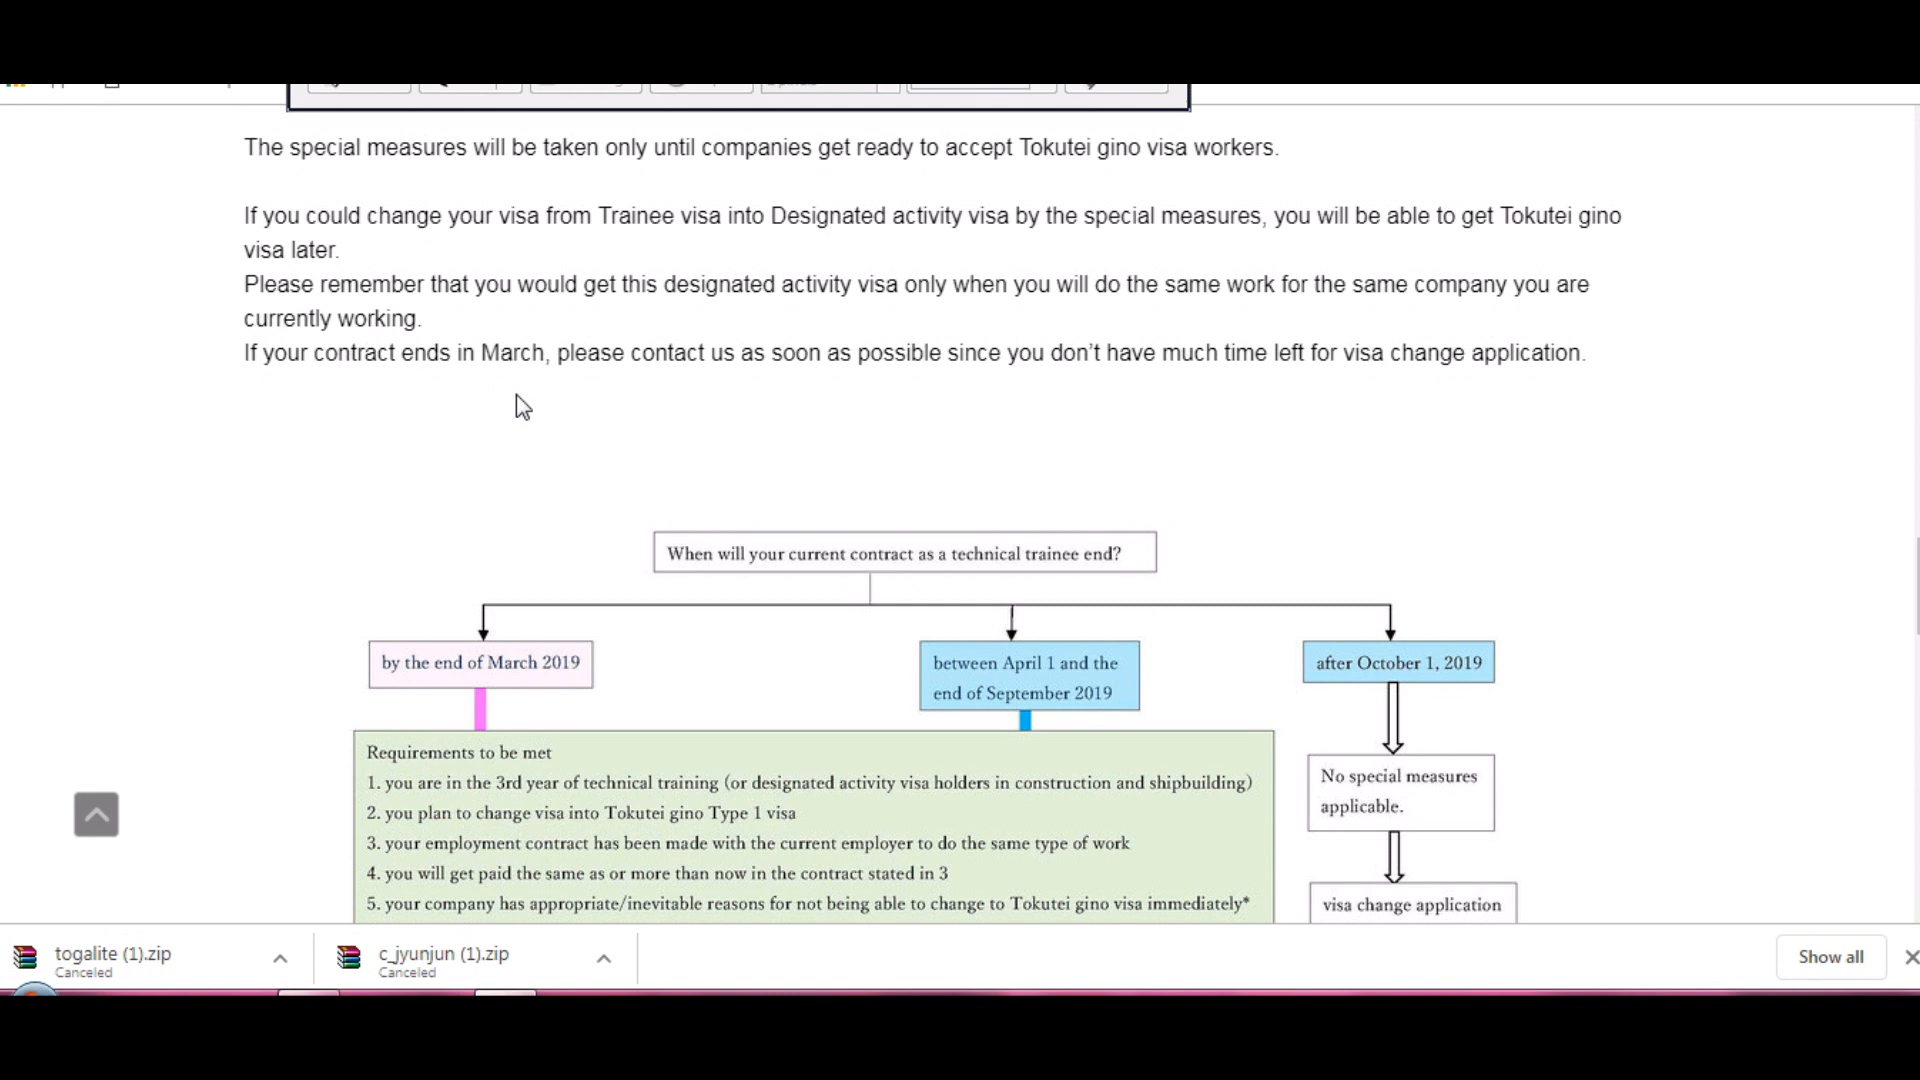 The special measures will be taken only until companies get ready to accept Tokutei gino visa workers.
If you could change your visa from Trainee visa into Designated activity visa by the special measures, you will be able to get Tokutei gino
visa later.
Please remember that you would get this designated activity visa only when you will do the same work for the same company you are
currently working.
If your contract ends in March, please contact us as soon as possible since you don’t have much time left for visa change application.
When will your current contract as a technical trainee end?
by the end of March 2019
between April 1 and the
end of September 2019
after October 1, 2019
Requirements to be met
1. you are in the 3rd year of technical training (or designated activity visa holders in construction and shipbuilding)
2. you plan to change visa into Tokutei gino Type 1 visa
3. your employment contract has been made with the current employer to do the same type of work
4. you will get paid the same as or more than now in the contract stated in 3
5. your company has appropriate/inevitable reasons for not being able to change to Tokutei gino visa immediately*
No special measures
applicable.
visa change application
togalite (1).zip
Canceled
c_jyunjun (1).zip
Canceled
Show all